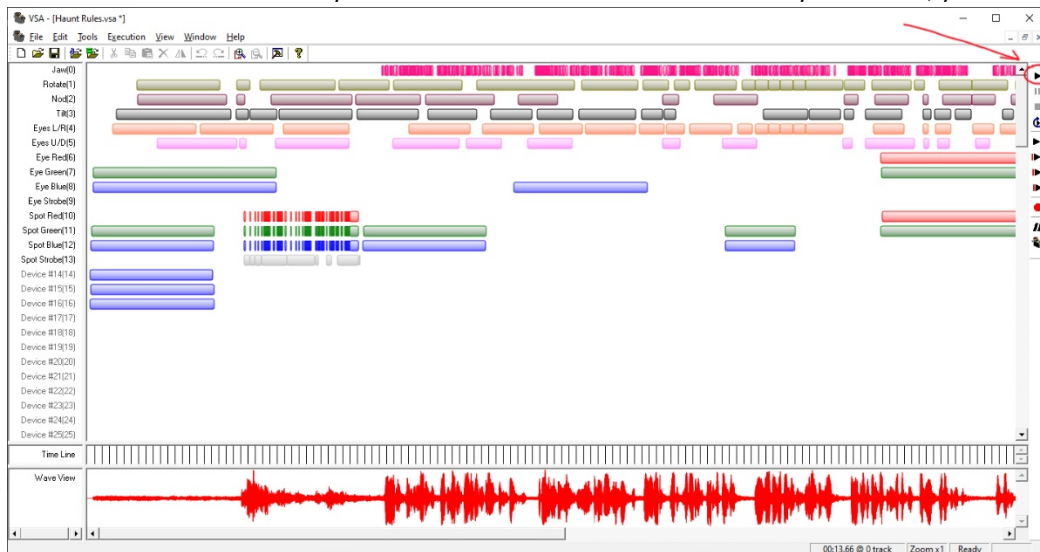 VSA - [Haunt Rules.vsa *]
File Edit Tools Execution View Window Help
Jaw(0)
Rotate(1)
Nod(2)
Tilt(3)
Eyes L/R(4)
Eyes U/D(5)
Eye Red(6)
Eye Green(7)
Eye Blue(8)
Eye Strobe(9)
Spot Red(10)
Spot Green(11)
Spot Blue(12)
Spot Strobe(13)
Device #14(14)
Device #15(15)
Device #16(16)
Device #17(17)
Device #18(18)
Device #19(19)
Device #20(20)
Device #21(21)
Device #22(22)
Device #23(23)
Device #24(24)
Device #25(25)
Time Line
Wave View
00:13.66 @ 0 track Zoom x1 Ready